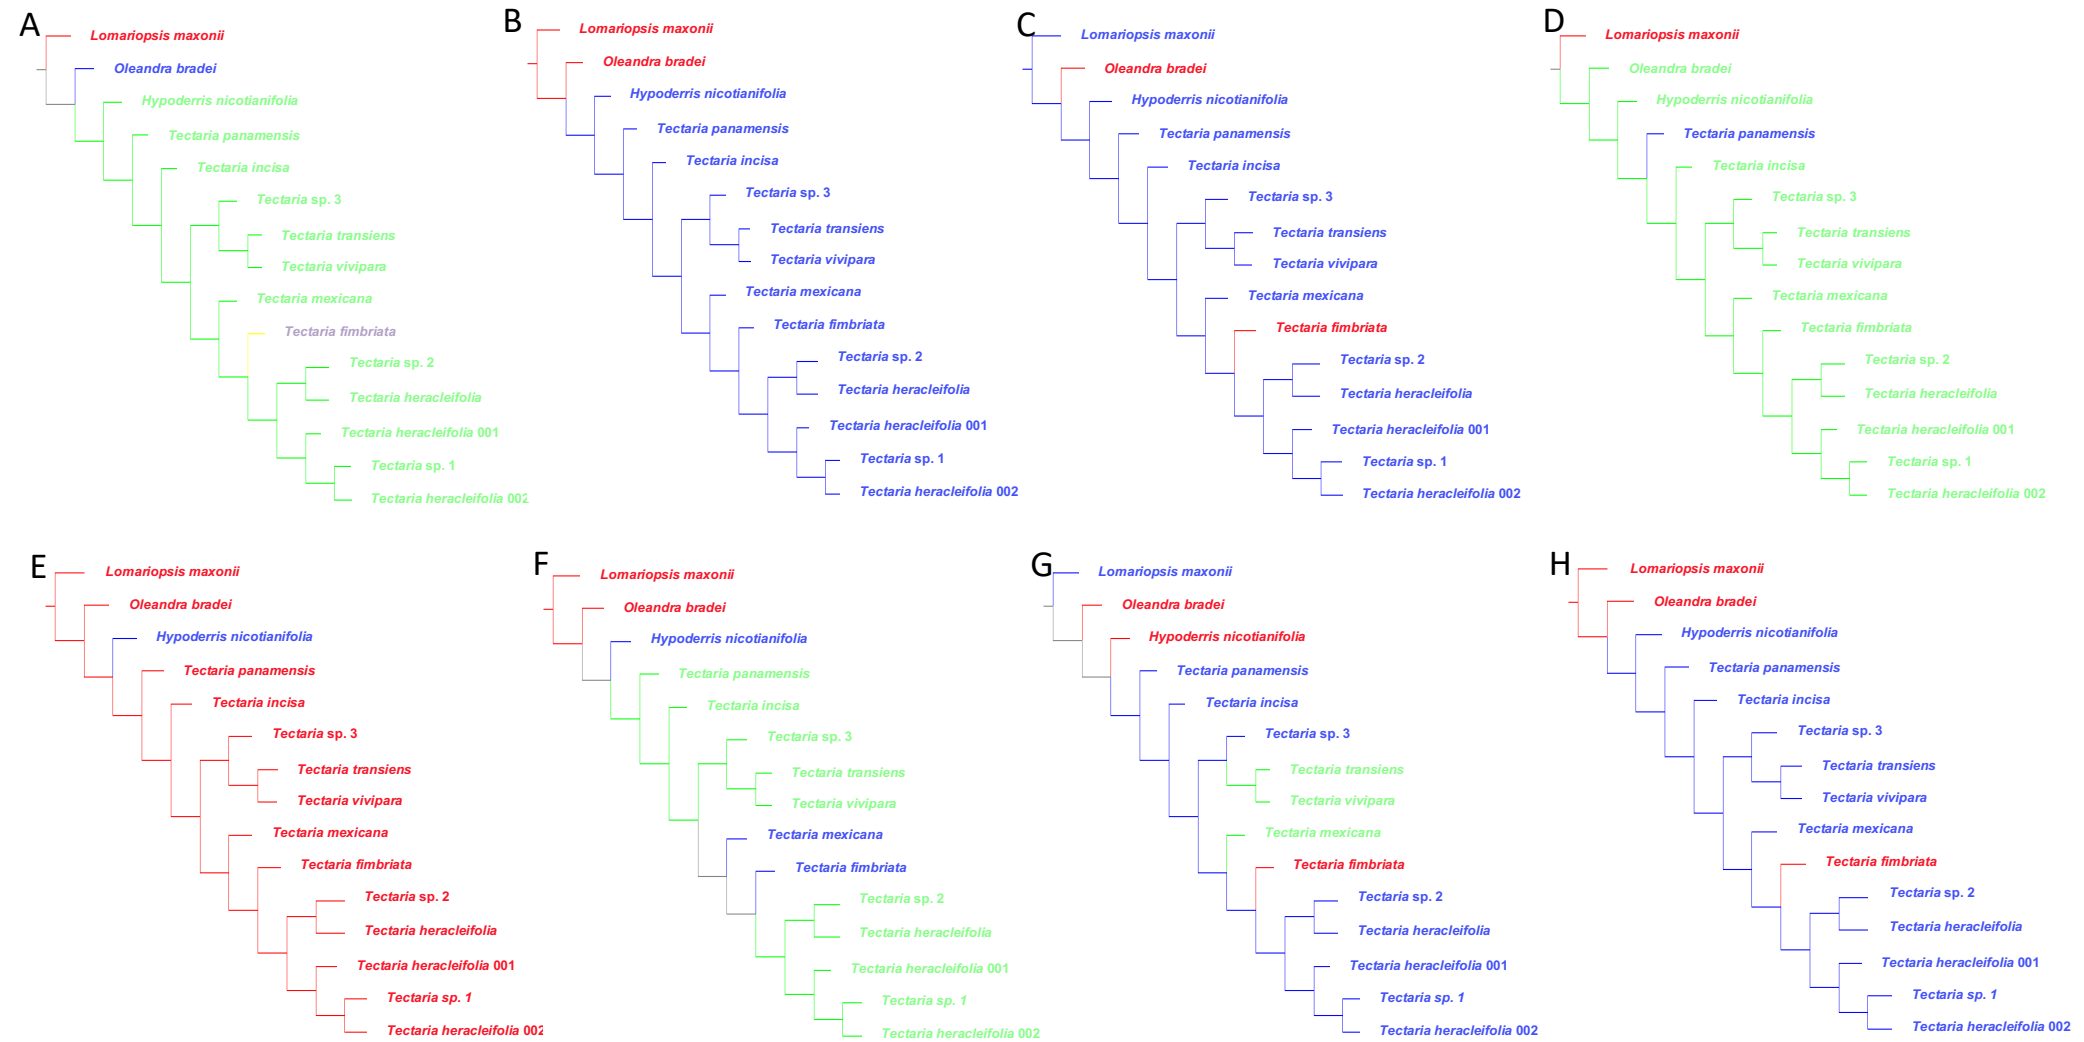 A
Lomariopsis maxonii
Oleandra bradei
Hypoderris nicotianifolia
Tectaria panamensis
Tectaria incisa
Tectaria sp. 3
Tectaria transiens
Tectaria vivipara
Tectaria mexicana
Tectaria fimbriata
Tectaria sp. 2
Tectaria heracleifolia
Tectaria heracleifolia 001
Tectaria sp. 1
Tectaria heracleifolia 002
B
Lomariopsis maxonii
Oleandra bradei
Hypoderris nicotianifolia
Tectaria panamensis
Tectaria incisa
Tectaria sp. 3
Tectaria transiens
Tectaria vivipara
Tectaria mexicana
Tectaria fimbriata
Tectaria sp. 2
Tectaria heracleifolia
Tectaria heracleifolia 001
Tectaria sp. 1
Tectaria heracleifolia 002
C
Lomariopsis maxonii
Oleandra bradei
Hypoderris nicotianifolia
Tectaria panamensis
Tectaria incisa
Tectaria sp. 3
Tectaria transiens
Tectaria vivipara
Tectaria mexicana
Tectaria fimbriata
Tectaria sp. 2
Tectaria heracleifolia
Tectaria heracleifolia 001
Tectaria sp. 1
Tectaria heracleifolia 002
D
Lomariopsis maxonii
Oleandra bradei
Hypoderris nicotianifolia
Tectaria panamensis
Tectaria incisa
Tectaria sp. 3
Tectaria transiens
Tectaria vivipara
Tectaria mexicana
Tectaria fimbriata
Tectaria sp. 2
Tectaria heracleifolia
Tectaria heracleifolia 001
Tectaria sp. 1
Tectaria heracleifolia 002
E
Lomariopsis maxonii
Oleandra bradei
Hypoderris nicotianifolia
Tectaria panamensis
Tectaria incisa
Tectaria sp. 3
Tectaria transiens
Tectaria vivipara
Tectaria mexicana
Tectaria fimbriata
Tectaria sp. 2
Tectaria heracleifolia
Tectaria heracleifolia 001
Tectaria sp. 1
Tectaria heracleifolia 002
F
Lomariopsis maxonii
Oleandra bradei
Hypoderris nicotianifolia
Tectaria panamensis
Tectaria incisa
Tectaria sp. 3
Tectaria transiens
Tectaria vivipara
Tectaria mexicana
Tectaria fimbriata
Tectaria sp. 2
Tectaria heracleifolia
Tectaria heracleifolia 001
Tectaria sp. 1
Tectaria heracleifolia 002
G
Lomariopsis maxonii
Oleandra bradei
Hypoderris nicotianifolia
Tectaria panamensis
Tectaria incisa
Tectaria sp. 3
Tectaria transiens
Tectaria vivipara
Tectaria mexicana
Tectaria fimbriata
Tectaria sp. 2
Tectaria heracleifolia
Tectaria heracleifolia 001
Tectaria sp. 1
Tectaria heracleifolia 002
H
Lomariopsis maxonii
Oleandra bradei
Hypoderris nicotianifolia
Tectaria panamensis
Tectaria incisa
Tectaria sp. 3
Tectaria transiens
Tectaria vivipara
Tectaria mexicana
Tectaria fimbriata
Tectaria sp. 2
Tectaria heracleifolia
Tectaria heracleifolia 001
Tectaria sp. 1
Tectaria heracleifolia 002